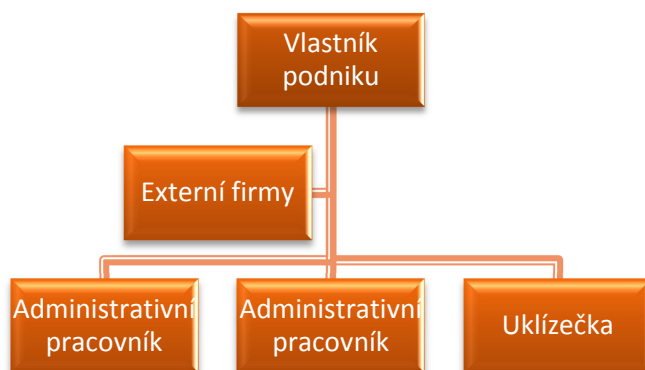 Vlastník
podniku
Externí firmy
Administrativní
pracovník
Administrativní
pracovník
Uklízečka